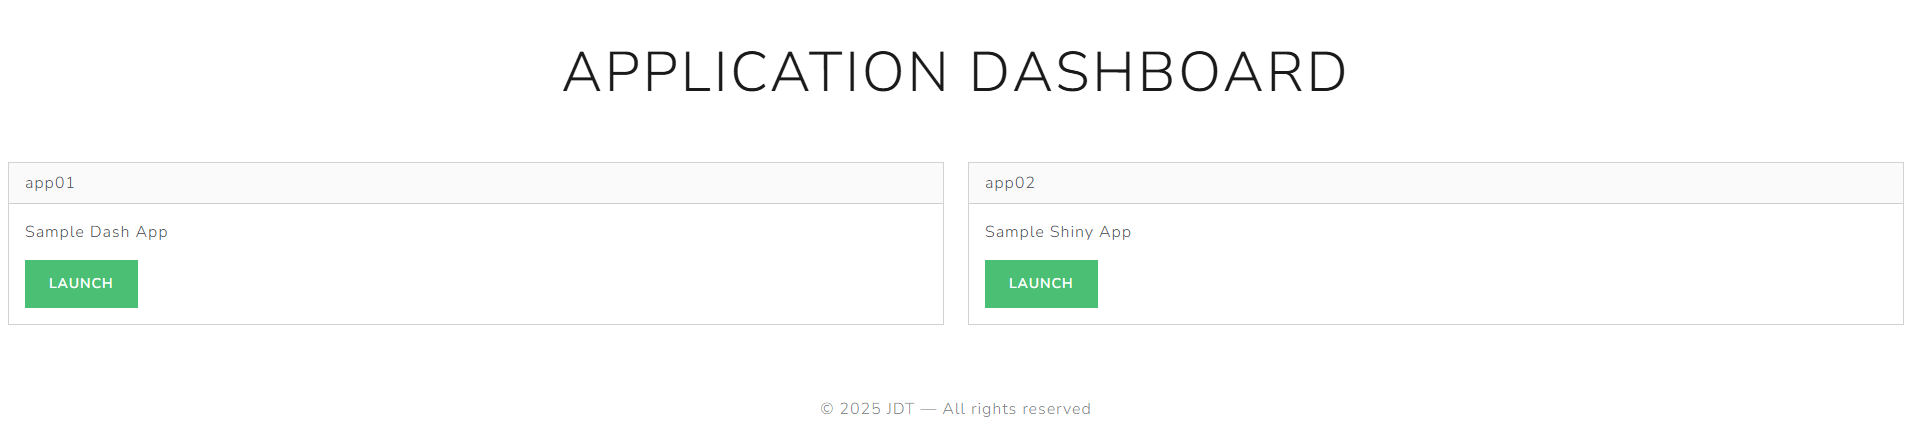 APPLICATION DASHBOARD
app01
Sample Dash App
LAUNCH
app02
Sample Shiny App
LAUNCH
© 2025 JDT — All rights reserved